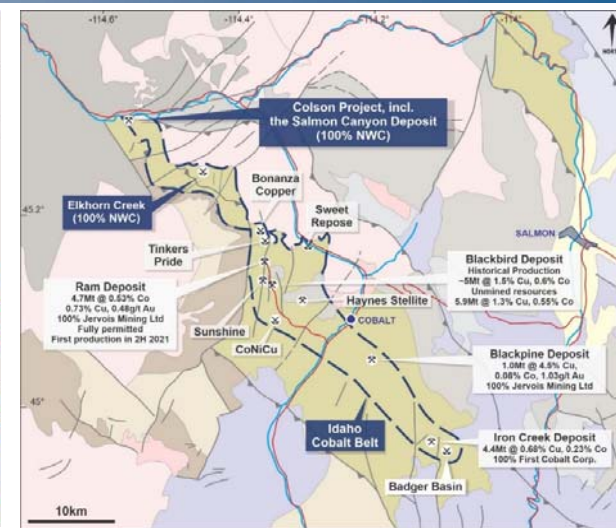 -114.6
-114.4
-114.2
-114
NORTH
Colson Project, incl.
the Salmon Canyon Deposit
(100% NWC)
Bonanza
Copper
Elkhorn Creek
(100% NWC)
45.2
Sweet
Repose
SALMON
Tinkers
Pride
Blackbird Deposit
Historical Production
~5Mt @ 1.5% Cu, 0.6% Co
Unmined resources
5.9Mt @ 1.3% Cu, 0.55% Co
Ram Deposit
4.7Mt @ 0.53% Co
0.73% Cu, 0.48g/t Au
100% Jervois Mining Ltd
Fully permitted
First production in 2H 2021
Haynes Stellite
Sunshine
COBALT
CoNiCu
Blackpine Deposit
1.0Mt @ 4.5% Cu,
0.08% Co, 1.03g/t Au
100% Jervois Mining Ltd
45
Idaho
Cobalt Belt
Iron Creek Deposit
4.4Mt @ 0.68% Cu, 0.23% Co
100% First Cobalt Corp.
Badger Basin
10km